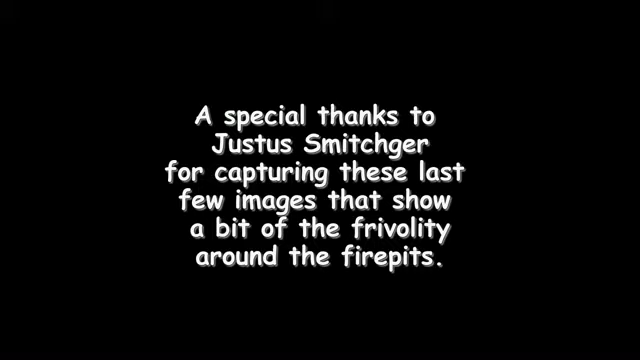 A special thanks to
Justus Smitchger
for capturing these last
few images that show
a bit of the frivolity
around the firepits.